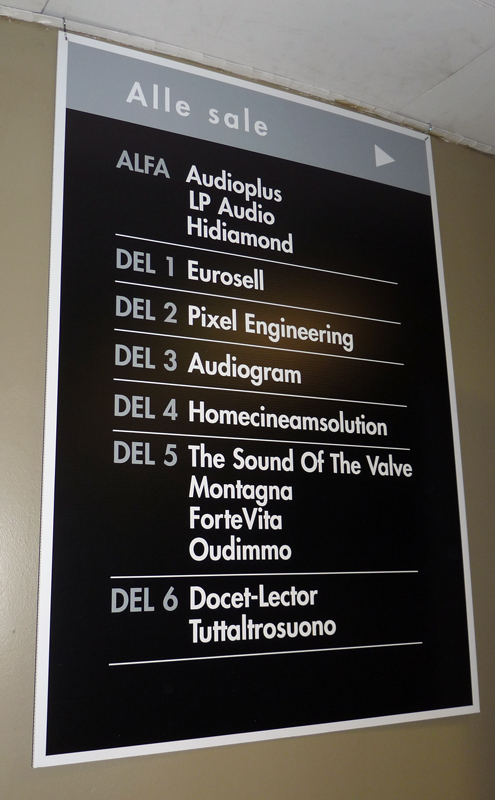 Alle sale
ALFA Audioplus
LP Audio
Hidiamond
DEL 1 Eurosell
DEL 2 Pixel Engineering
DEL 3 Audiogram
DEL 4 Homecineamsolution
DEL 5 The Sound Of The Valve
Montagna
ForteVita
Oudimmo
DEL 6 Docet-Lector
Tuttaltrosuono